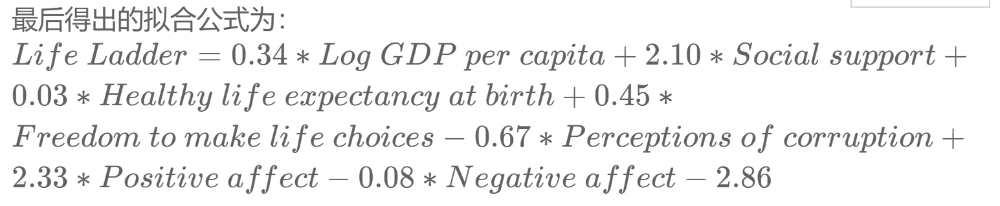 最后得出的拟合公式为：
Life Ladder = 0.34 * Log GDP per capita + 2.10 * Social support +
0.03 * Healthy life expectancy at birth + 0.45 *
Freedom to make life choices − 0.67 * Perceptions of corruption +
2.33 * Positive affect − 0.08 * Negative affect − 2.86